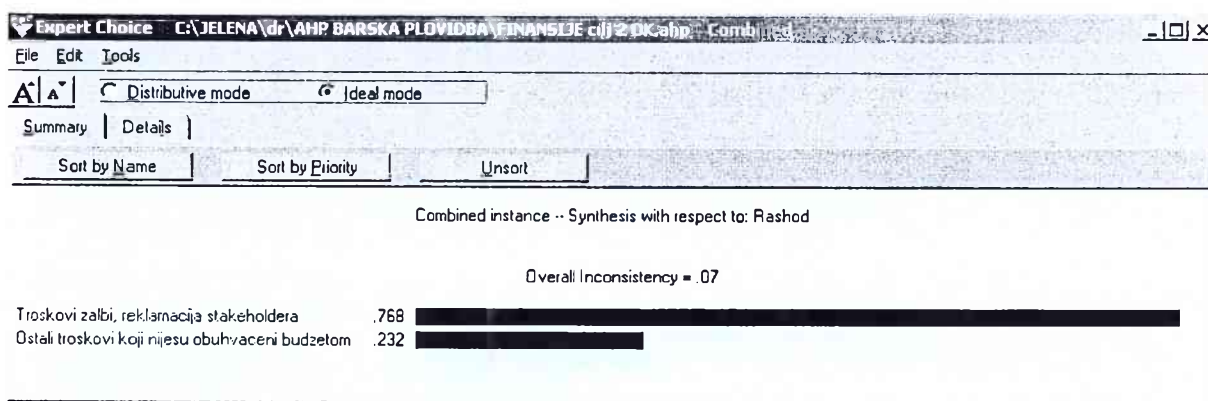 Expert Choice C:\JELENA\dr\AHP BARSKA PLOVIDBA\FINANSIJE cilj 2 OK.ahp - Combined
File Edit Tools
A A Distributive mode Ideal mode
Summary Details
Sort by Name Sort by Priority Unsort
Combined instance -- Synthesis with respect to: Rashod
Overall Inconsistency = .07
Troskovi zalbi, reklamacija stakeholdera .768
Ostali troskovi koji nijesu obuhvaceni budzetom .232